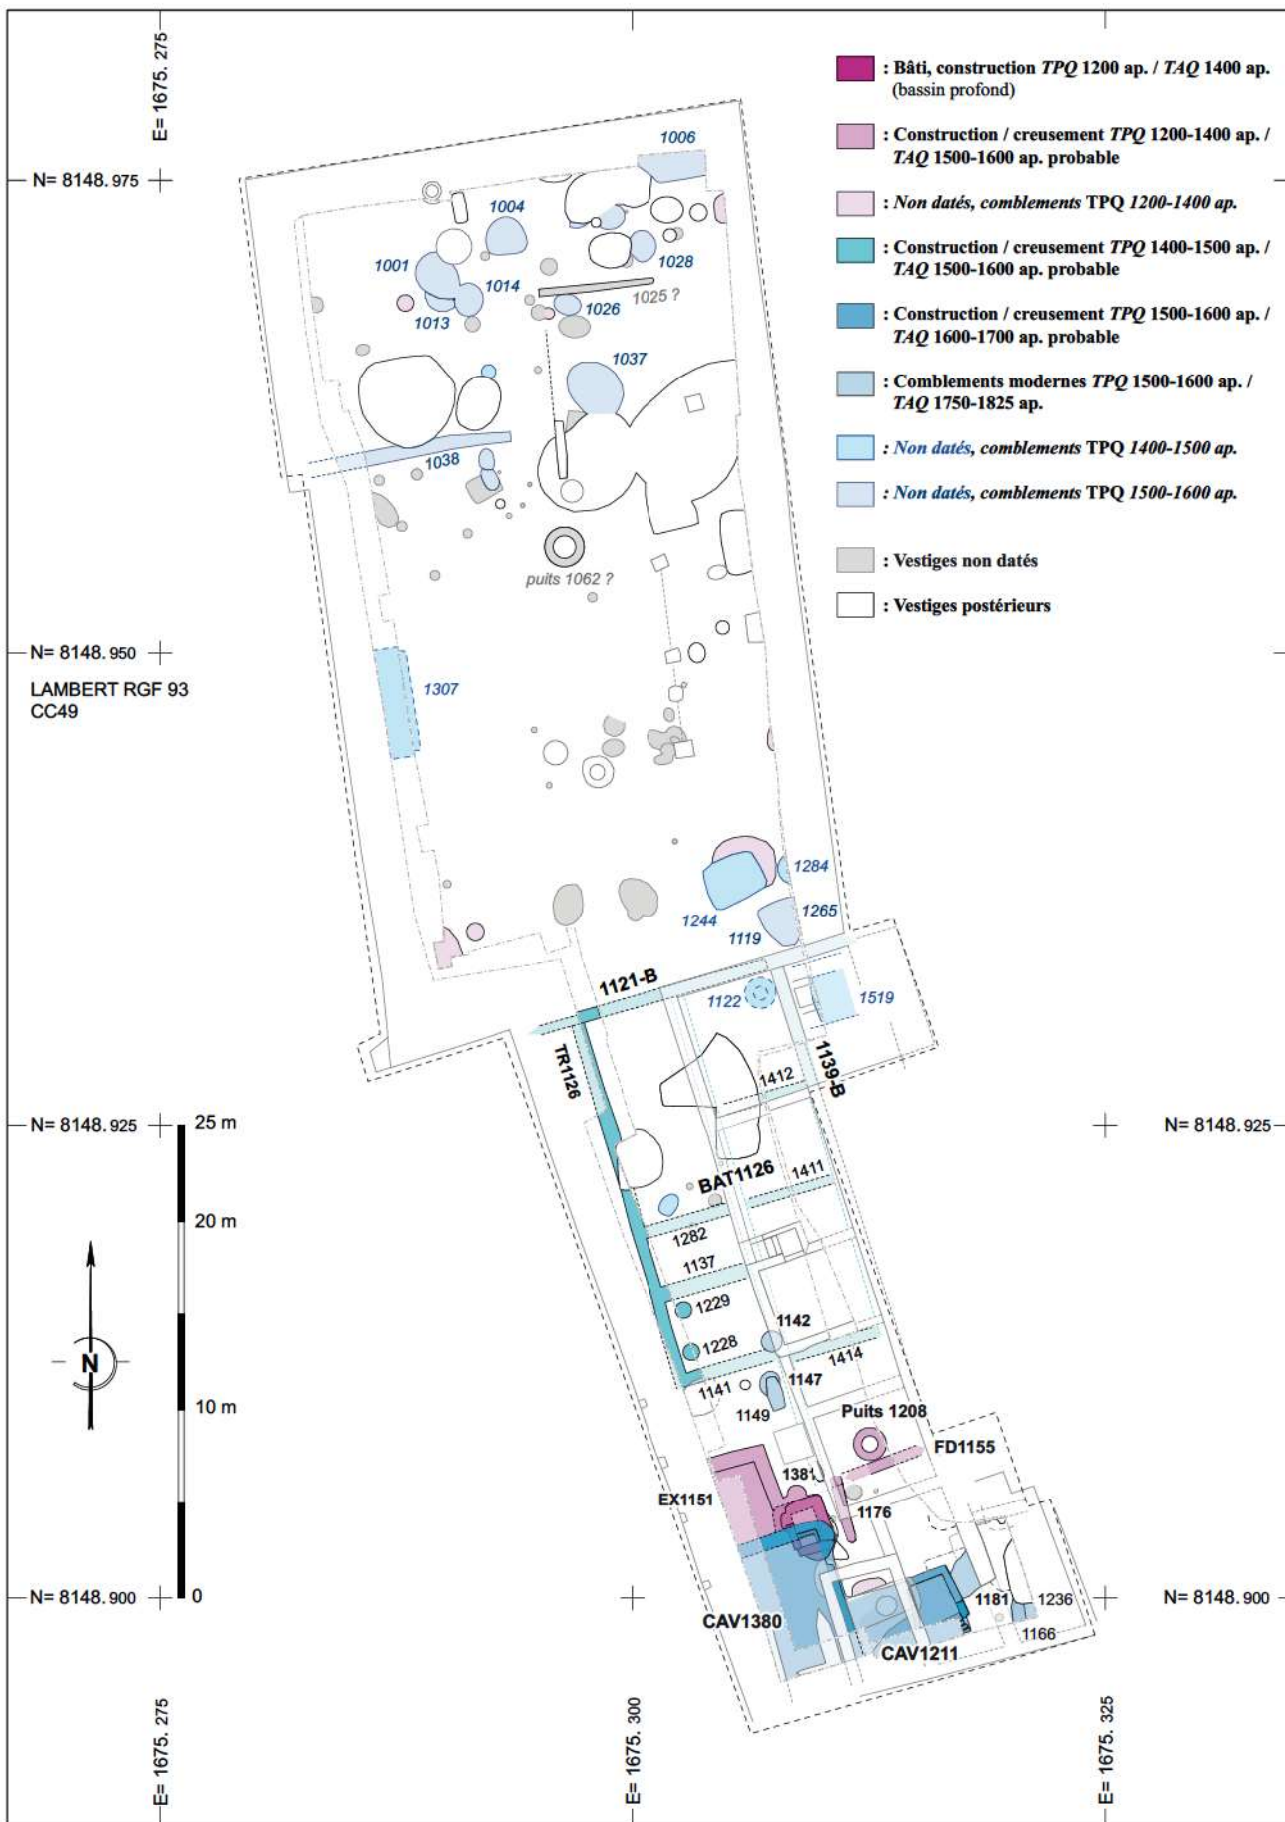 E= 1675. 275
: Bâti, construction TPQ 1200 ap. / TAQ 1400 ap.
(bassin profond)
: Construction / creusement TPQ 1200-1400 ap. /
TAQ 1500-1600 ap. probable
: Non datés, comblements TPQ 1200-1400 ap.
: Construction / creusement TPQ 1400-1500 ap. /
TAQ 1500-1600 ap. probable
: Construction / creusement TPQ 1500-1600 ap. /
TAQ 1600-1700 ap. probable
: Comblements modernes TPQ 1500-1600 ap. /
TAQ 1750-1825 ap.
: Non datés, comblements TPQ 1400-1500 ap.
: Non datés, comblements TPQ 1500-1600 ap.
: Vestiges non datés
: Vestiges postérieurs
N= 8148.975
1006
1004
1001
1028
1014
1025 ?
1013
1026
1037
1038
puits 1062 ?
N= 8148.950
LAMBERT RGF 93
CC49
1307
1284
1244
1265
1119
1121-B
1122
1519
TR1126
1139-B
1412
N= 8148.925
25 m
N= 8148.925
BAT1126
1411
20 m
1282
1137
1229
1142
1228
1414
N
1141
1147
1149
10 m
Puits 1208
FD1155
1381
EX1151
1176
N= 8148.900
0
1181
1236
N= 8148.900
CAV1380
1166
CAV1211
E= 1675. 275
E= 1675. 300
E= 1675. 325